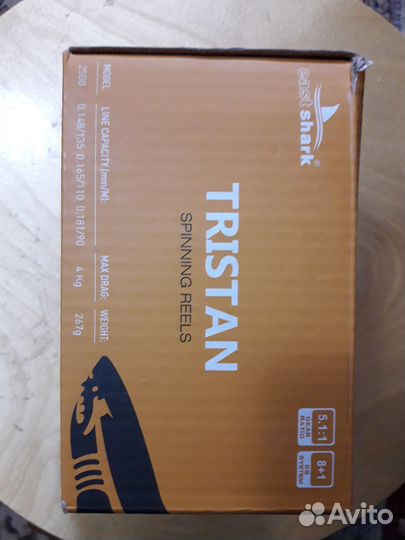 east shark®
TRISTAN
SPINNING REELS
MODEL: LINE CAPACITY (mm/M): MAX DRAG: WEIGHT:
2500 0.148/135 0.165/110 0.181/90 4 Kg 267g
5.1:1
GEAR
RATIO
8+1
BB
SYSTEM
Avito